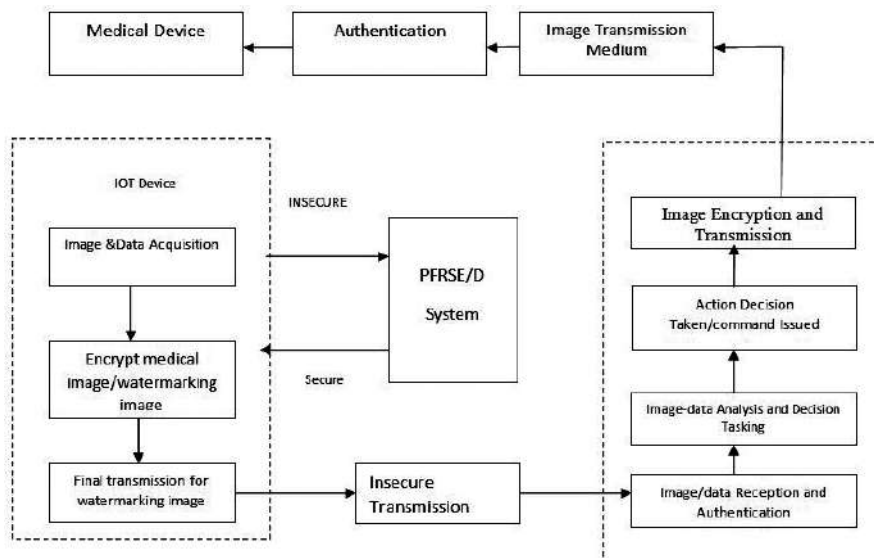 Medical Device
Authentication
Image Transmission
Medium
IOT Device
Image &Data Acquisition
Encrypt medical
image/watermarking
image
Final transmission for
watermarking image
INSECURE
PFRSE/D
System
Secure
Insecure
Transmission
Image Encryption and
Transmission
Action Decision
Taken/command Issued
Image-data Analysis and Decision
Tasking
Image/data Reception and
Authentication